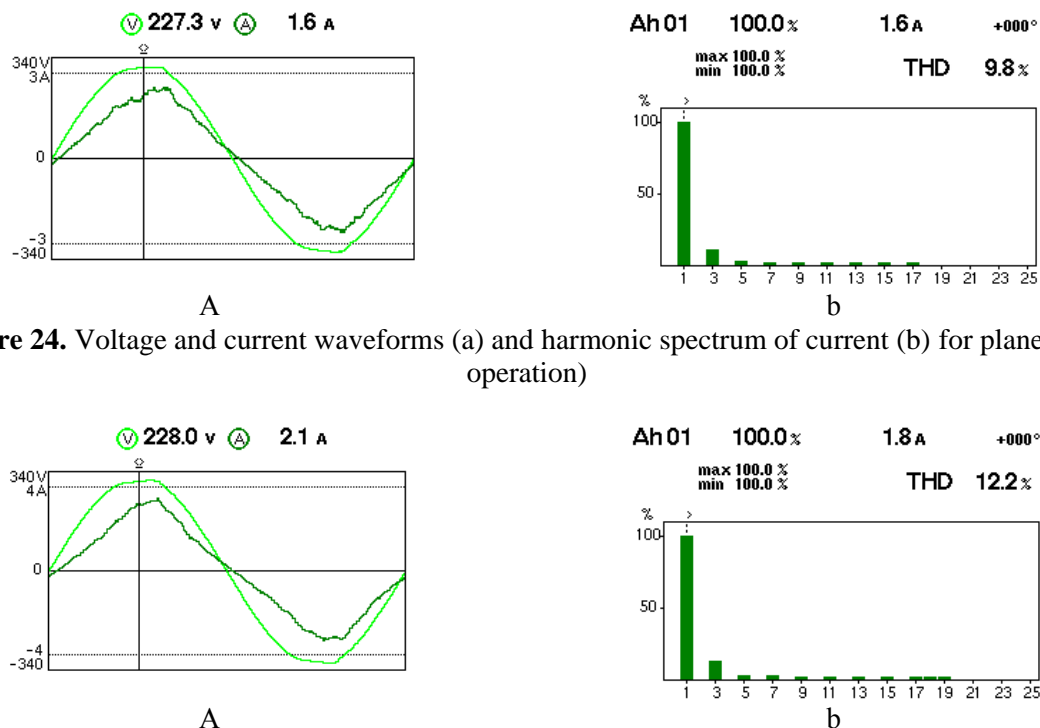 V 227.3 v A 1.6 A
340V
3A
0
-3
-340
A
Ah 01 100.0 % 1.6 A +000°
max 100.0 %
min 100.0 %
THD 9.8 %
%
100
50
1 3 5 7 9 11 13 15 17 19 21 23 25
b
re 24. Voltage and current waveforms (a) and harmonic spectrum of current (b) for plane
operation)
V 228.0 v A 2.1 A
340V
4A
0
-4
-340
A
Ah 01 100.0 % 1.8 A +000°
max 100.0 %
min 100.0 %
THD 12.2 %
%
100
50
1 3 5 7 9 11 13 15 17 19 21 23 25
b